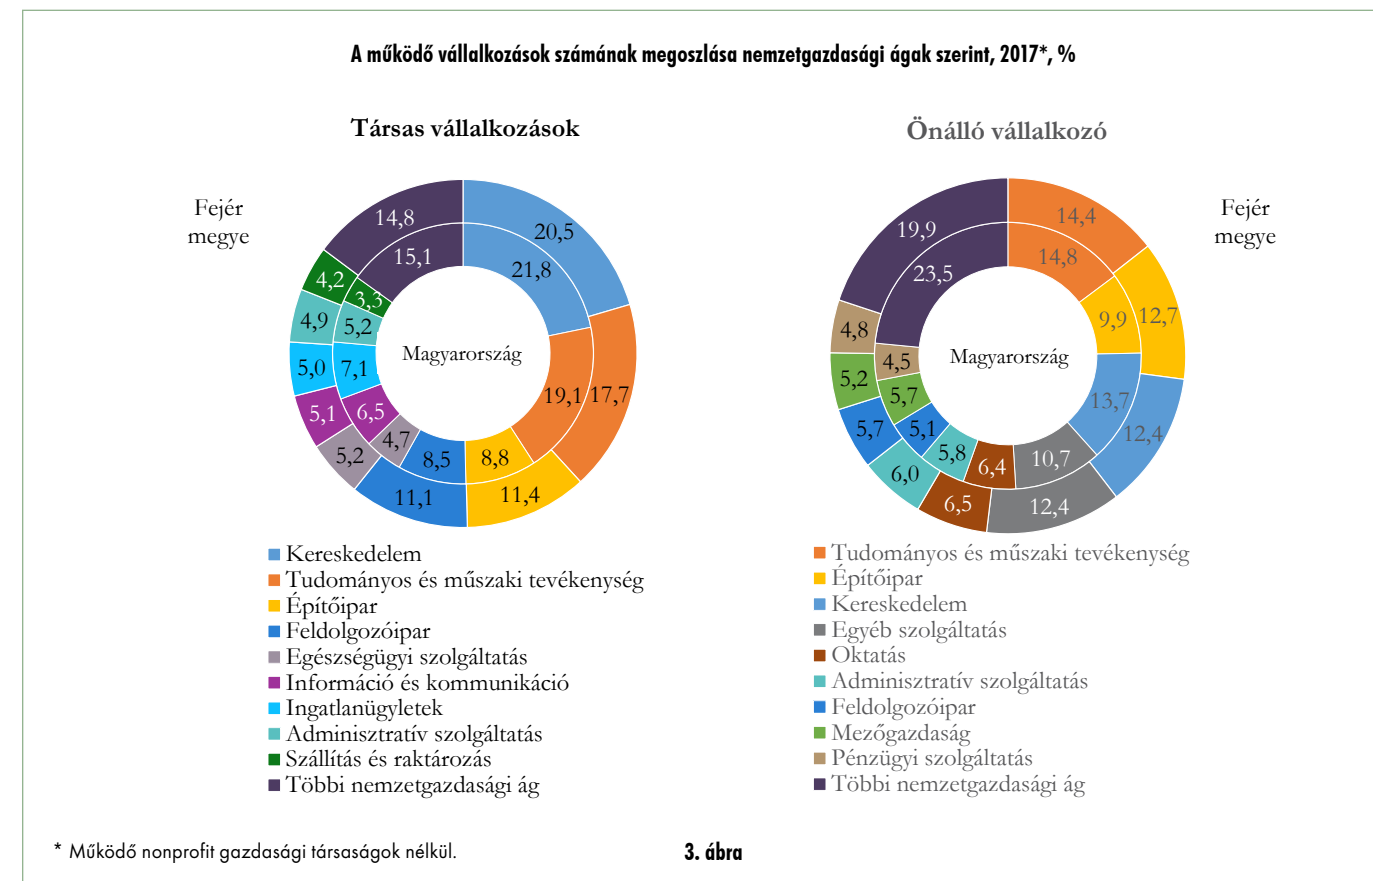 A működő vállalkozások számának megoszlása nemzetgazdasági ágak szerint, 2017*, %
Társas vállalkozások
Fejér
megye
14,8
20,5
15,1
21,8
4,2
3,3
4,9
5,2
5,0
7,1
19,1
17,7
5,1
6,5
4,7
8,5
8,8
5,2
11,1
11,4
Magyarország
Kereskedelem
Tudományos és műszaki tevékenység
Építőipar
Feldolgozóipar
Egészségügyi szolgáltatás
Információ és kommunikáció
Ingatlanügyletek
Adminisztratív szolgáltatás
Szállítás és raktározás
Többi nemzetgazdasági ág
Önálló vállalkozó
Fejér
megye
19,9
14,4
23,5
14,8
9,9
12,7
4,8
4,5
5,2
5,7
13,7
12,4
5,7
5,1
5,8
6,4
10,7
6,0
6,5
12,4
Magyarország
Tudományos és műszaki tevékenység
Építőipar
Kereskedelem
Egyéb szolgáltatás
Oktatás
Adminisztratív szolgáltatás
Feldolgozóipar
Mezőgazdaság
Pénzügyi szolgáltatás
Többi nemzetgazdasági ág
* Működő nonprofit gazdasági társaságok nélkül.
3. ábra